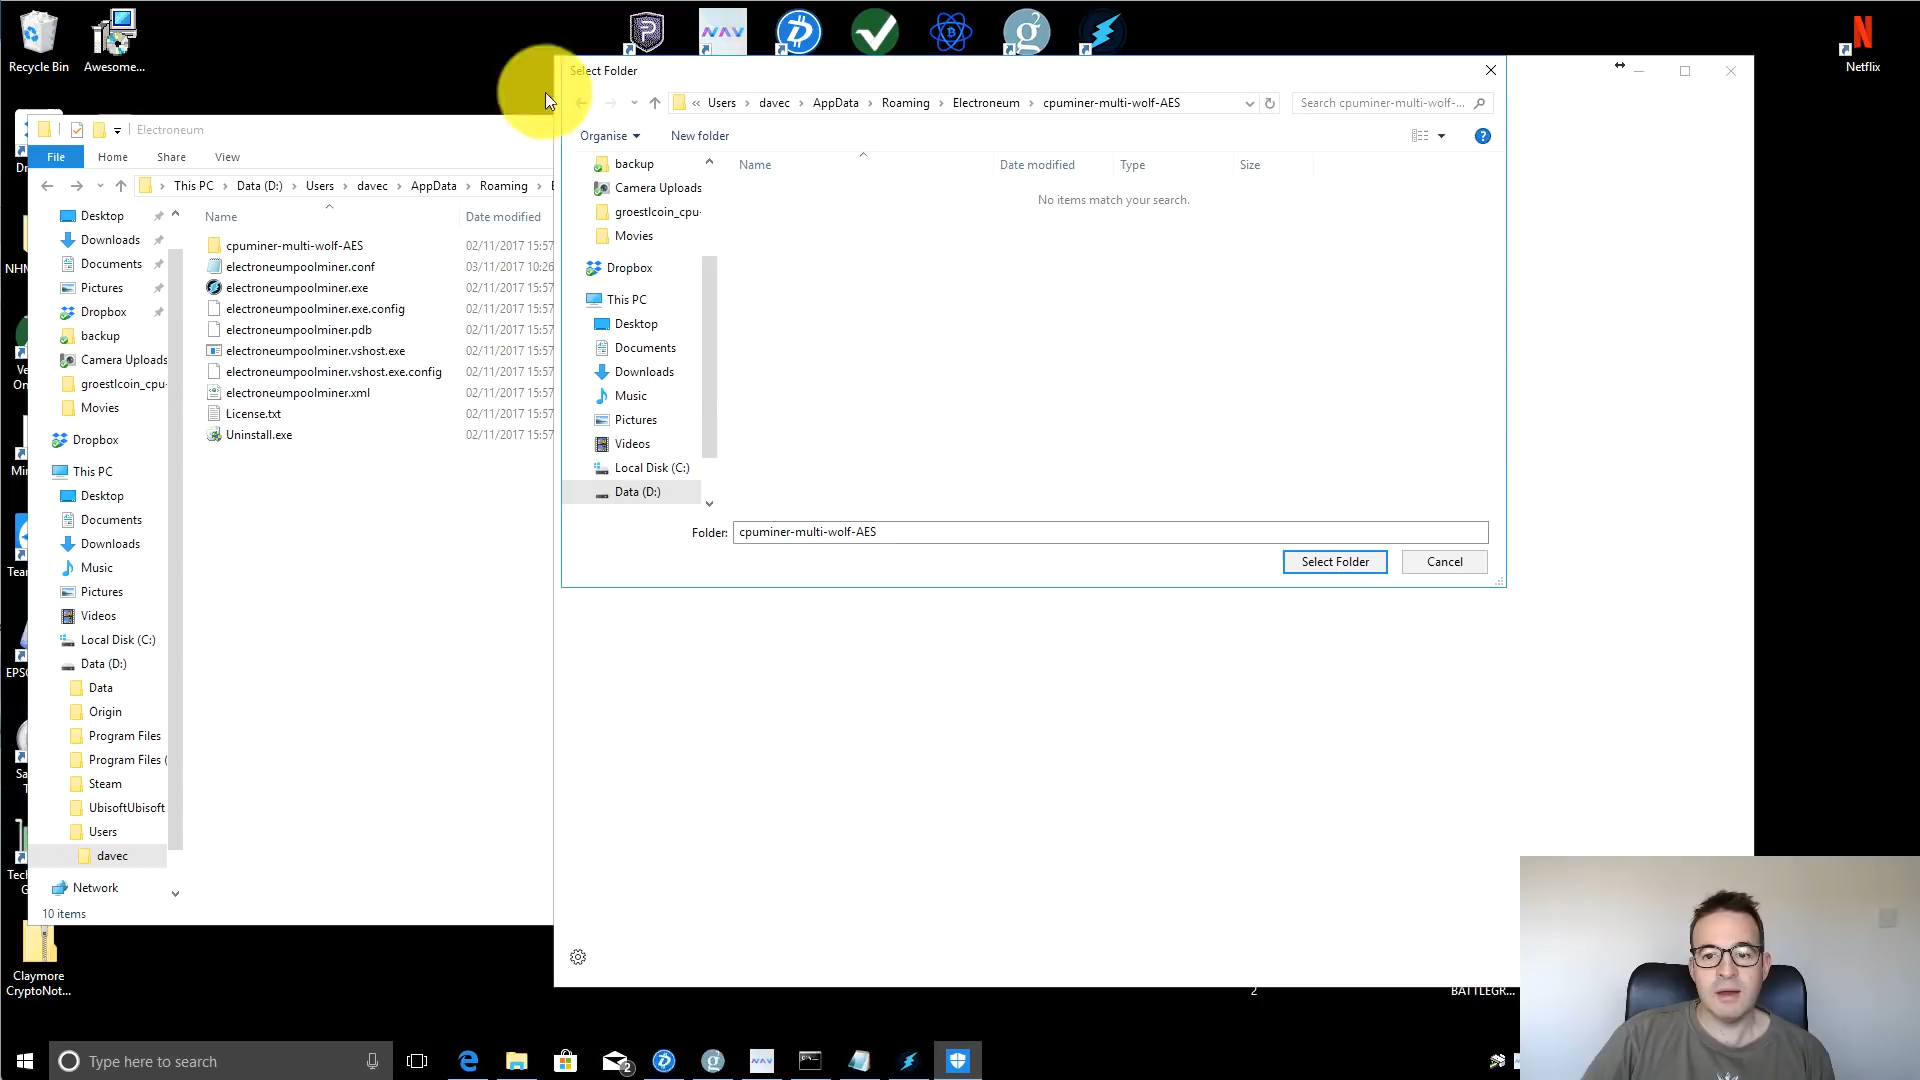 Recycle Bin
Awesome...
NAV
Netflix
Select Folder
« Users > davec > AppData > Roaming > Electroneum > cpuminer-multi-wolf-AES
Search cpuminer-multi-wolf-...
Organise
New folder
backup
Camera Uploads
groestlcoin_cpu-
Movies
Dropbox
This PC
Desktop
Documents
Downloads
Music
Pictures
Videos
Local Disk (C:)
Data (D:)
Name
Date modified
Type
Size
No items match your search.
Folder:
cpuminer-multi-wolf-AES
Select Folder
Cancel
Electroneum
File
Home
Share
View
This PC > Data (D:) > Users > davec > AppData > Roaming >
Name
Date modified
Desktop
Downloads
Documents
Pictures
Dropbox
backup
Camera Uploads
groestlcoin_cpu-
Movies
Dropbox
This PC
Desktop
Documents
Downloads
Music
Pictures
Videos
Local Disk (C:)
Data (D:)
Data
Origin
Program Files
Program Files (
Steam
UbisoftUbisoft
Users
davec
Network
cpuminer-multi-wolf-AES 02/11/2017 15:57
electroneumpoolminer.conf 03/11/2017 10:26
electroneumpoolminer.exe 02/11/2017 15:57
electroneumpoolminer.exe.config 02/11/2017 15:57
electroneumpoolminer.pdb 02/11/2017 15:57
electroneumpoolminer.vshost.exe 02/11/2017 15:57
electroneumpoolminer.vshost.exe.config 02/11/2017 15:57
electroneumpoolminer.xml 02/11/2017 15:57
License.txt 02/11/2017 15:57
Uninstall.exe 02/11/2017 15:57
10 items
Claymore
CryptoNot...
2
BATTLEGR...
Type here to search
2
NAV